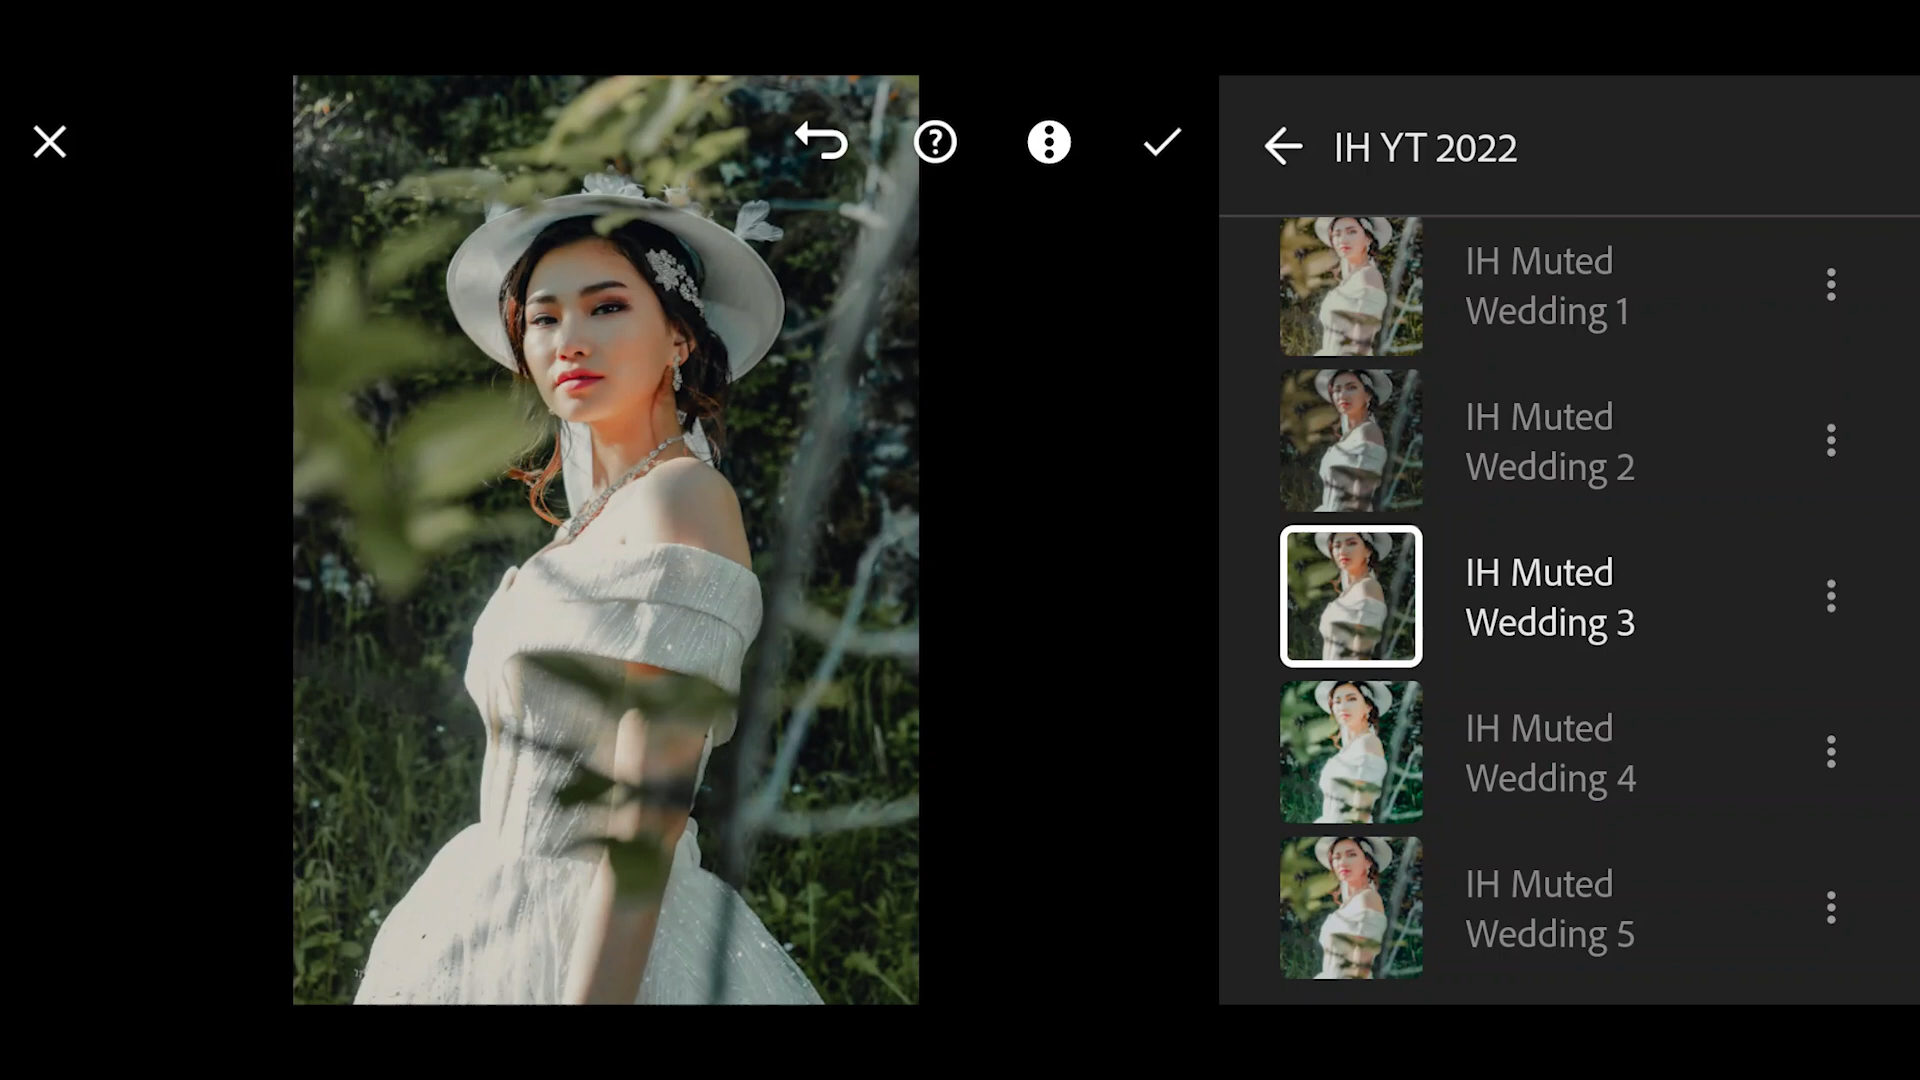 IH YT 2022
IH Muted
Wedding 1
IH Muted
Wedding 2
IH Muted
Wedding 3
IH Muted
Wedding 4
IH Muted
Wedding 5